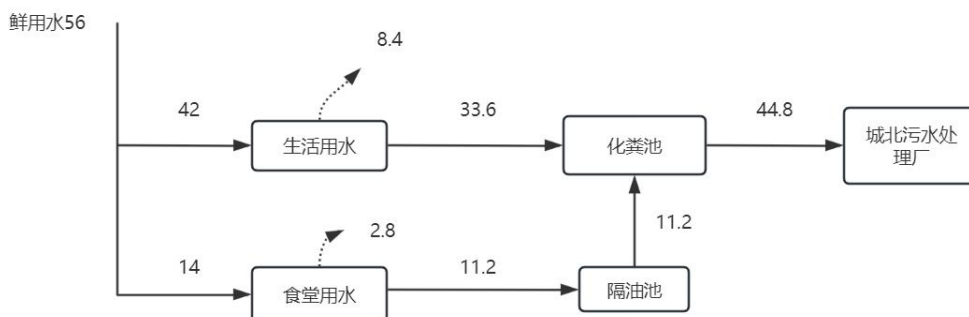 鲜用水56
8.4
42
33.6
44.8
生活用水
化粪池
城北污水处
理厂
2.8
11.2
14
11.2
食堂用水
隔油池